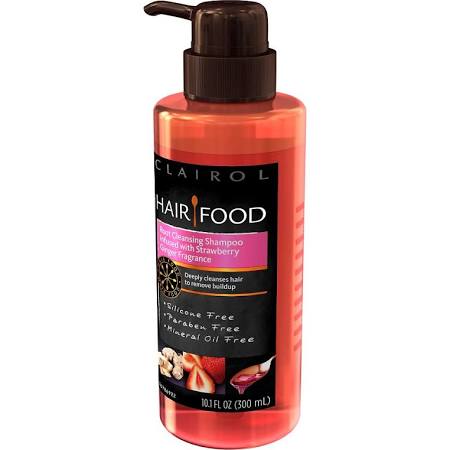 CLAIROL
HAIR FOOD
Root Cleansing Shampoo
Infused with Strawberry
Ginger Fragrance
Deeply cleanses hair
to remove buildup
• Silicone Free
• Paraben Free
• Mineral Oil Free
10.1 FL OZ (300 mL)